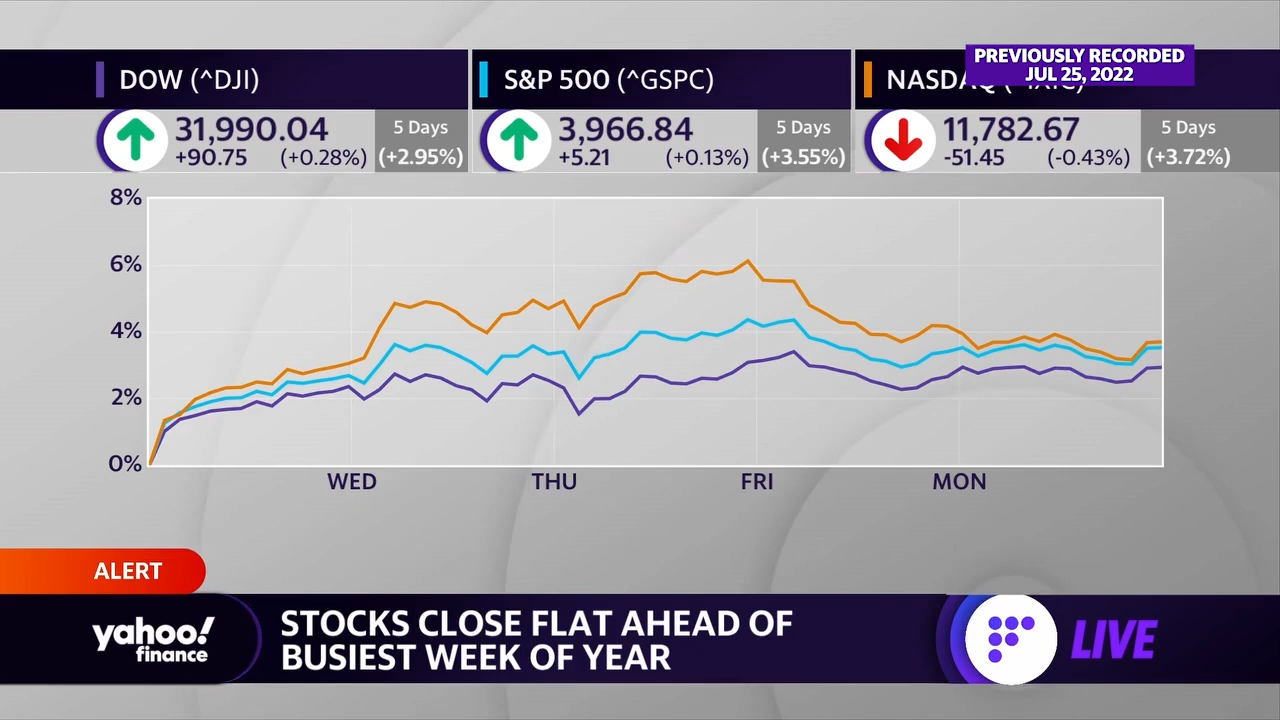 PREVIOUSLY RECORDED
JUL 25, 2022
DOW (^DJI)
S&P 500 (^GSPC)
NASDAQ
31,990.04
+90.75 (+0.28%)
5 Days
(+2.95%)
3,966.84
+5.21 (+0.13%)
5 Days
(+3.55%)
11,782.67
-51.45 (-0.43%)
5 Days
(+3.72%)
8%
6%
4%
2%
0%
WED THU FRI MON
ALERT
yahoo!
finance
STOCKS CLOSE FLAT AHEAD OF
BUSIEST WEEK OF YEAR
LIVE